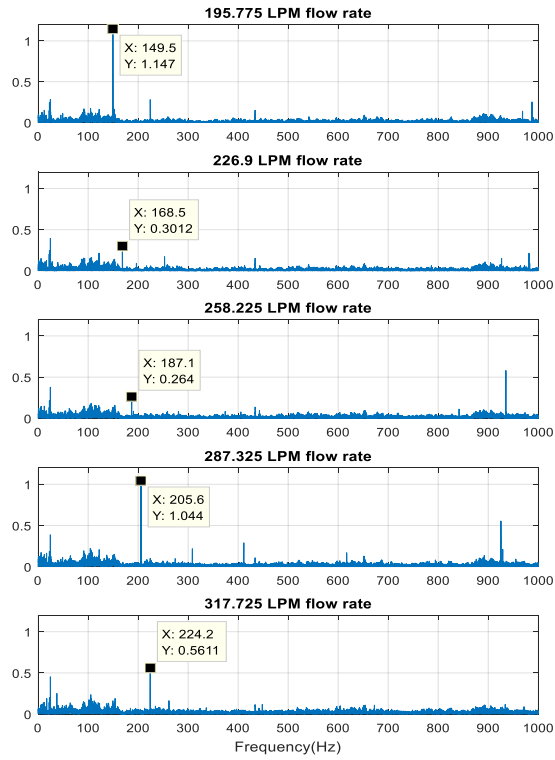 195.775 LPM flow rate
X: 149.5
Y: 1.147
1
0.5
0
0 100 200 300 400 500 600 700 800 900 1000
226.9 LPM flow rate
X: 168.5
Y: 0.3012
1
0.5
0
0 100 200 300 400 500 600 700 800 900 1000
258.225 LPM flow rate
X: 187.1
Y: 0.264
1
0.5
0
0 100 200 300 400 500 600 700 800 900 1000
287.325 LPM flow rate
X: 205.6
Y: 1.044
1
0.5
0
0 100 200 300 400 500 600 700 800 900 1000
317.725 LPM flow rate
X: 224.2
Y: 0.5611
1
0.5
0
0 100 200 300 400 500 600 700 800 900 1000
Frequency(Hz)